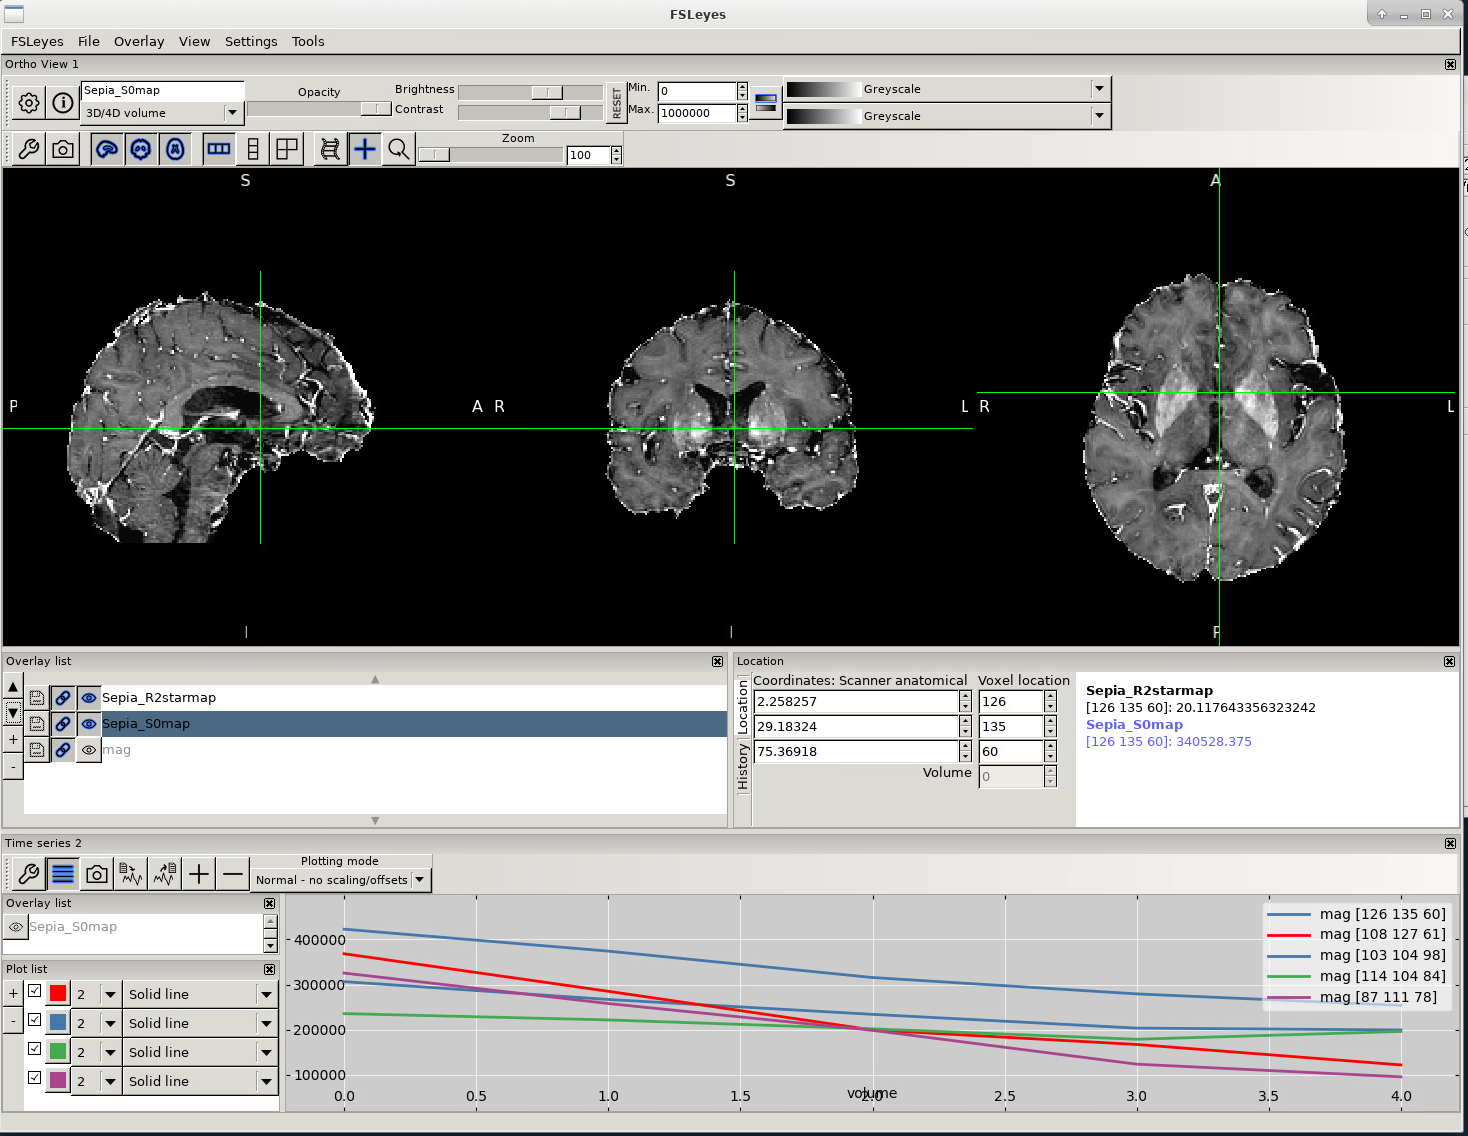 FSLeyes
FSLeyes File Overlay View Settings Tools
Ortho View 1
Sepia_S0map
3D/4D volume
Opacity
Brightness
Contrast
RESET
Min. 0
Max. 1000000
Greyscale
Greyscale
Zoom
100
S S A
P A R L R L
I I P
Overlay list
Sepia_R2starmap
Sepia_S0map
mag
Location
Location
History
Coordinates: Scanner anatomical Voxel location
2.258257 126
29.18324 135
75.36918 60
Volume 0
Sepia_R2starmap
[126 135 60]: 20.117643356323242
Sepia_S0map
[126 135 60]: 340528.375
Time series 2
Plotting mode
Normal - no scaling/offsets
Overlay list
Sepia_S0map
Plot list
+ 2 Solid line
- 2 Solid line
2 Solid line
2 Solid line
400000
300000
200000
100000
0.0 0.5 1.0 1.5 2.0 2.5 3.0 3.5 4.0
volume
mag [126 135 60]
mag [108 127 61]
mag [103 104 98]
mag [114 104 84]
mag [87 111 78]